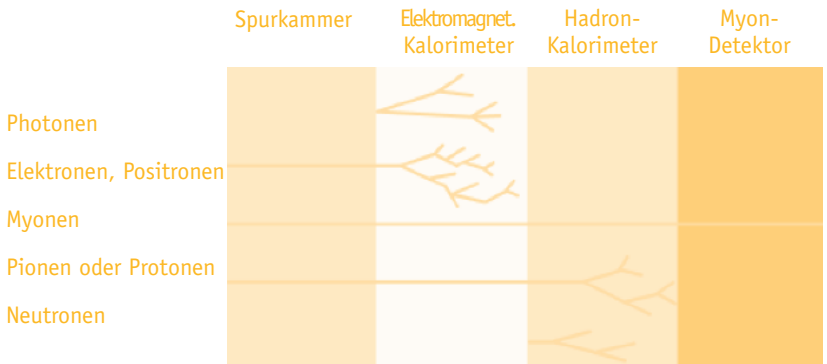 Spurkammer
Elektromagnet.
Kalorimeter
Hadron-
Kalorimeter
Myon-
Detektor
Photonen
Elektronen, Positronen
Myonen
Pionen oder Protonen
Neutronen